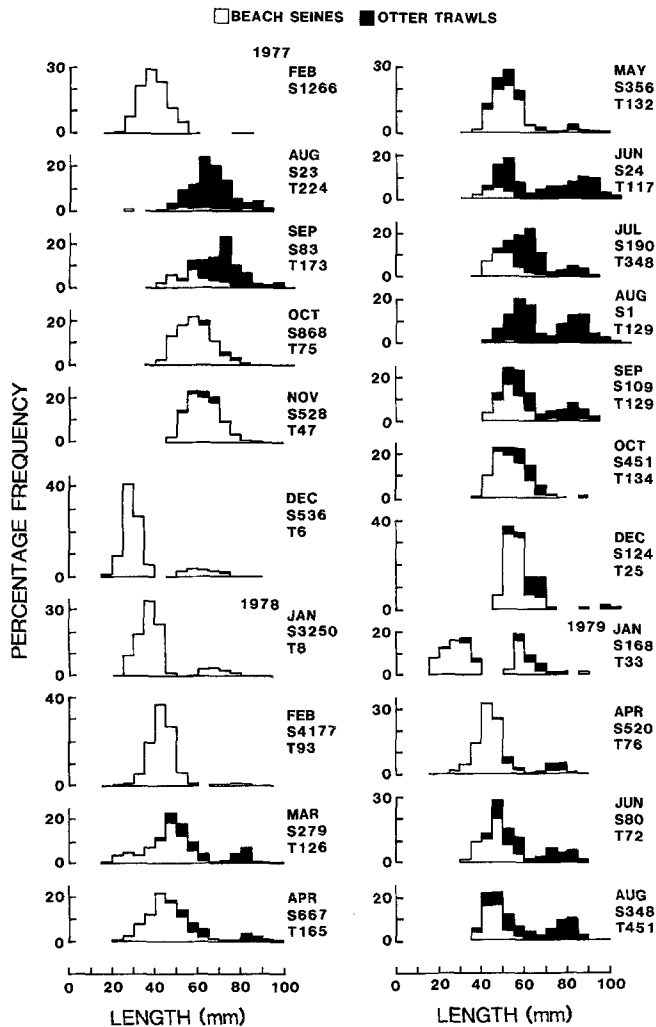 BEACH SEINES OTTER TRAWLS
PERCENTAGE FREQUENCY
1977
30
0
FEB
S1266
20
0
AUG
S23
T224
20
0
SEP
S83
T173
20
0
OCT
S868
T75
20
0
NOV
S528
T47
40
20
0
DEC
S536
T6
1978
30
0
JAN
S3250
T8
40
20
0
FEB
S4177
T93
20
0
MAR
S279
T126
20
0
APR
S667
T165
0 20 40 60 80 100
LENGTH (mm)
30
0
MAY
S356
T132
20
0
JUN
S24
T117
20
0
JUL
S190
T348
20
0
AUG
S1
T129
20
0
SEP
S109
T129
20
0
OCT
S451
T134
40
20
0
DEC
S124
T25
1979
20
0
JAN
S168
T33
30
0
APR
S520
T76
30
0
JUN
S80
T72
20
0
AUG
S348
T451
0 20 40 60 80 100
LENGTH (mm)